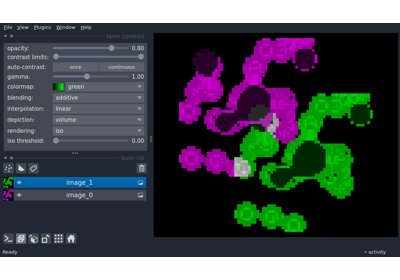 File View Plugins Window Help
layer controls
opacity: 0.80
contrast limits:
auto-contrast: once continuous
gamma: 1.00
colormap: green
blending: additive
interpolation: linear
depiction: volume
rendering: iso
iso threshold: 0.00
layer list
image_1
image_0
Ready
activity